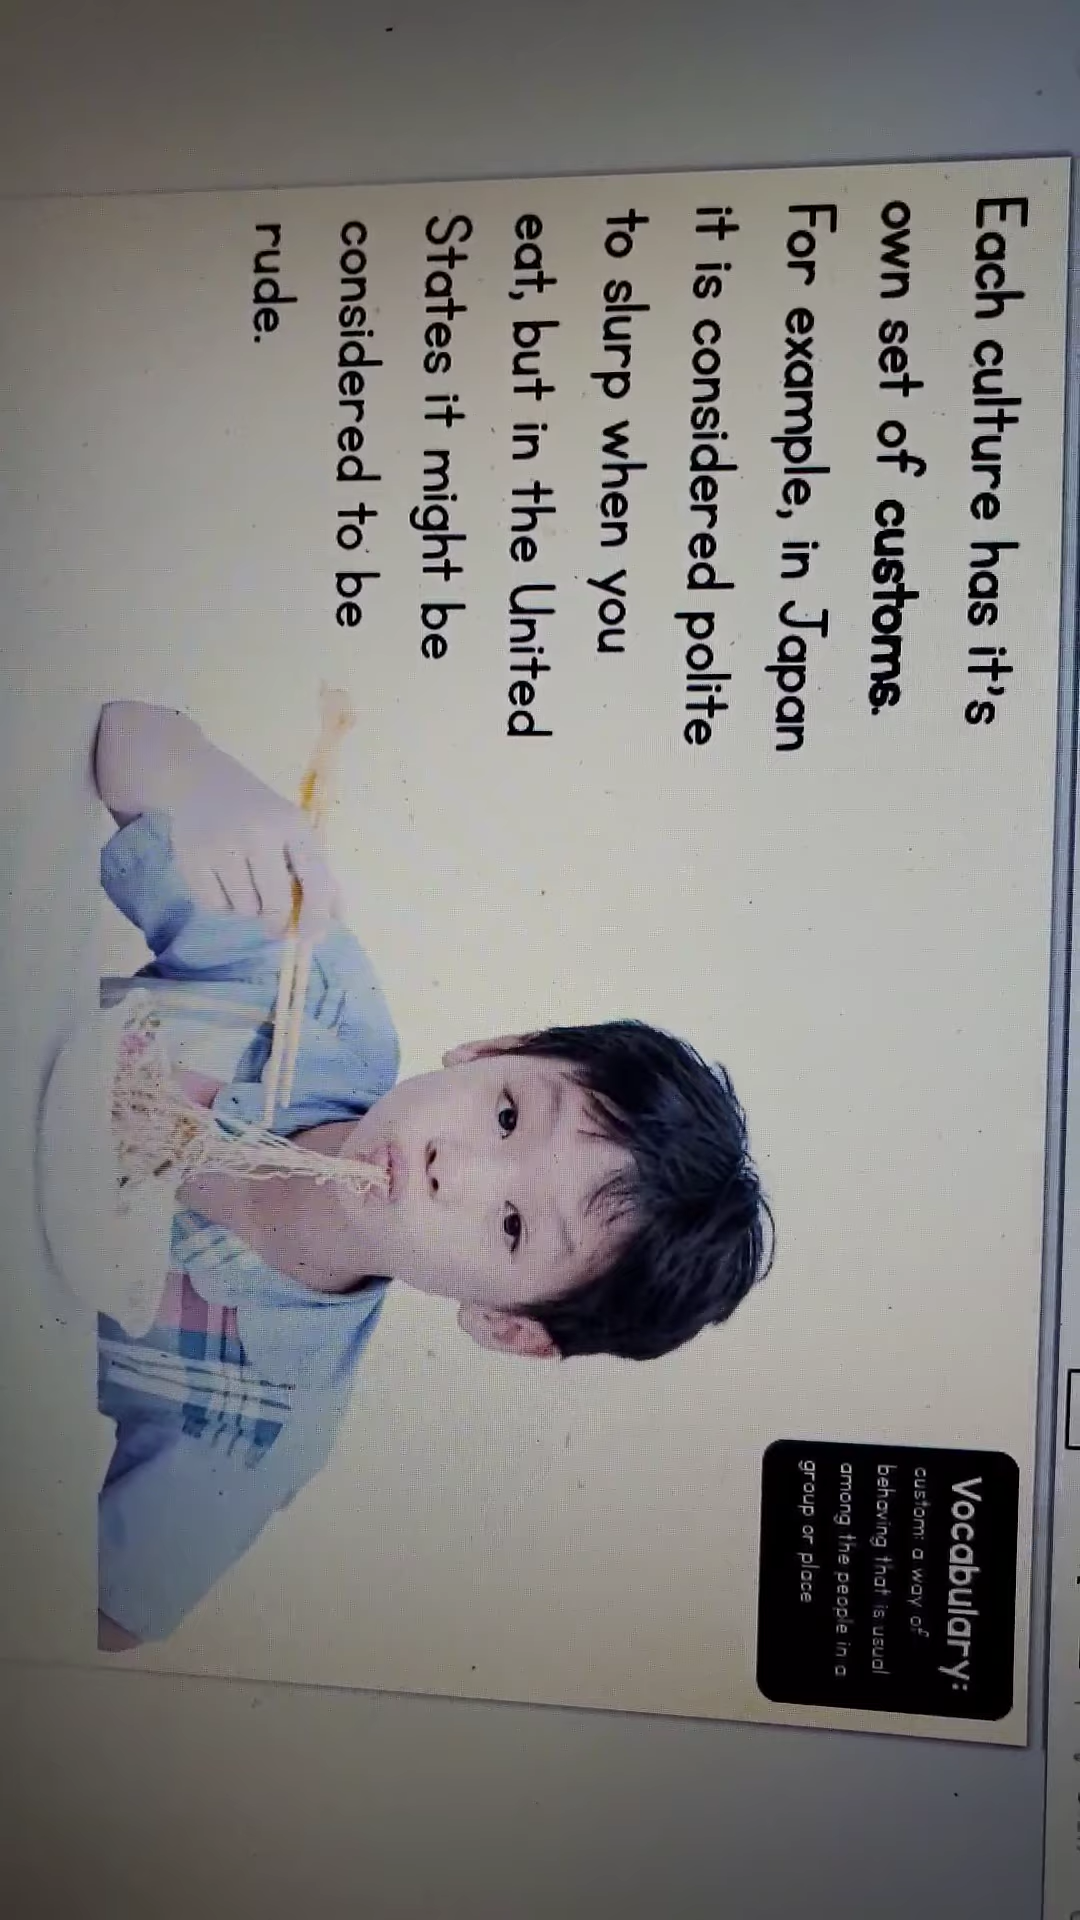 Each culture has it's
own set of customs.
For example, in Japan
it is considered polite
to slurp when you
eat, but in the United
States it might be
considered to be
rude.
Vocabulary:
custom: a way of
behaving that is usual
among the people in a
group or place